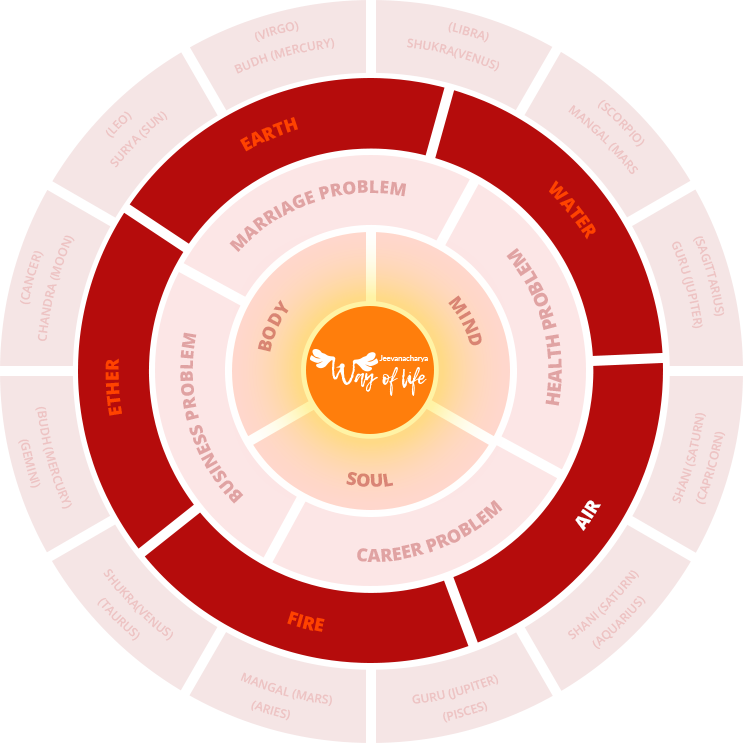 (VIRGO)
BUDH (MERCURY)
(LIBRA)
SHUKRA(VENUS)
(SCORPIO)
MANGAL (MARS
(SAGITTARIUS)
GURU (JUPITER)
SHANI (SATURN)
(CAPRICORN)
SHANI (SATURN)
(AQUARIUS)
GURU (JUPITER)
(PISCES)
MANGAL (MARS)
(ARIES)
SHUKRA(VENUS)
(TAURUS)
(BUDH (MERCURY)
(GEMINI)
(CANCER)
CHANDRA (MOON)
(LEO)
SURYA (SUN)
EARTH
WATER
AIR
FIRE
ETHER
MARRIAGE PROBLEM
HEALTH PROBLEM
CAREER PROBLEM
BUSINESS PROBLEM
BODY
MIND
SOUL
Jeevanacharya
Way of life